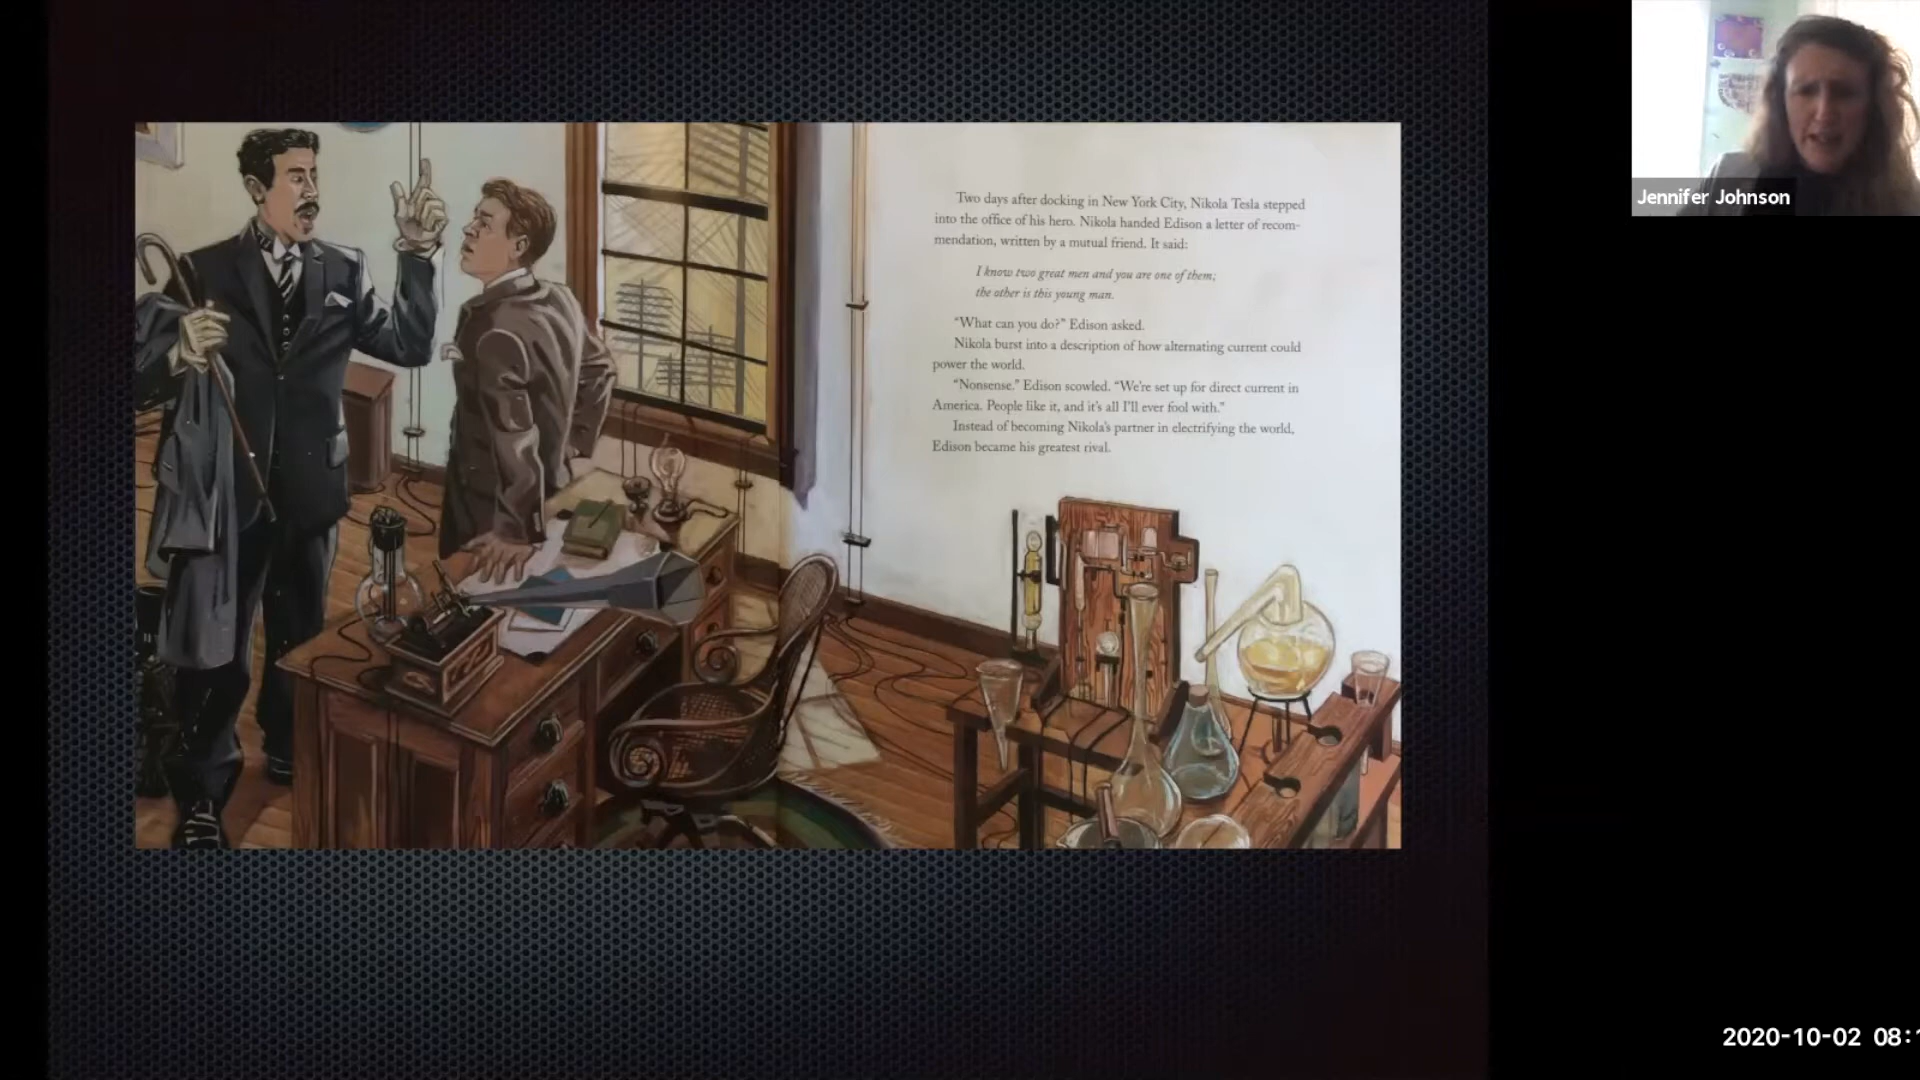 Two days after docking in New York City, Nikola Tesla stepped
into the office of his hero. Nikola handed Edison a letter of recom-
mendation, written by a mutual friend. It said:
I know two great men and you are one of them;
the other is this young man.
“What can you do?” Edison asked.
Nikola burst into a description of how alternating current could
power the world.
“Nonsense.” Edison scowled. “We’re set up for direct current in
America. People like it, and it’s all I’ll ever fool with.”
Instead of becoming Nikola’s partner in electrifying the world,
Edison became his greatest rival.
Jennifer Johnson
2020-10-02 08: